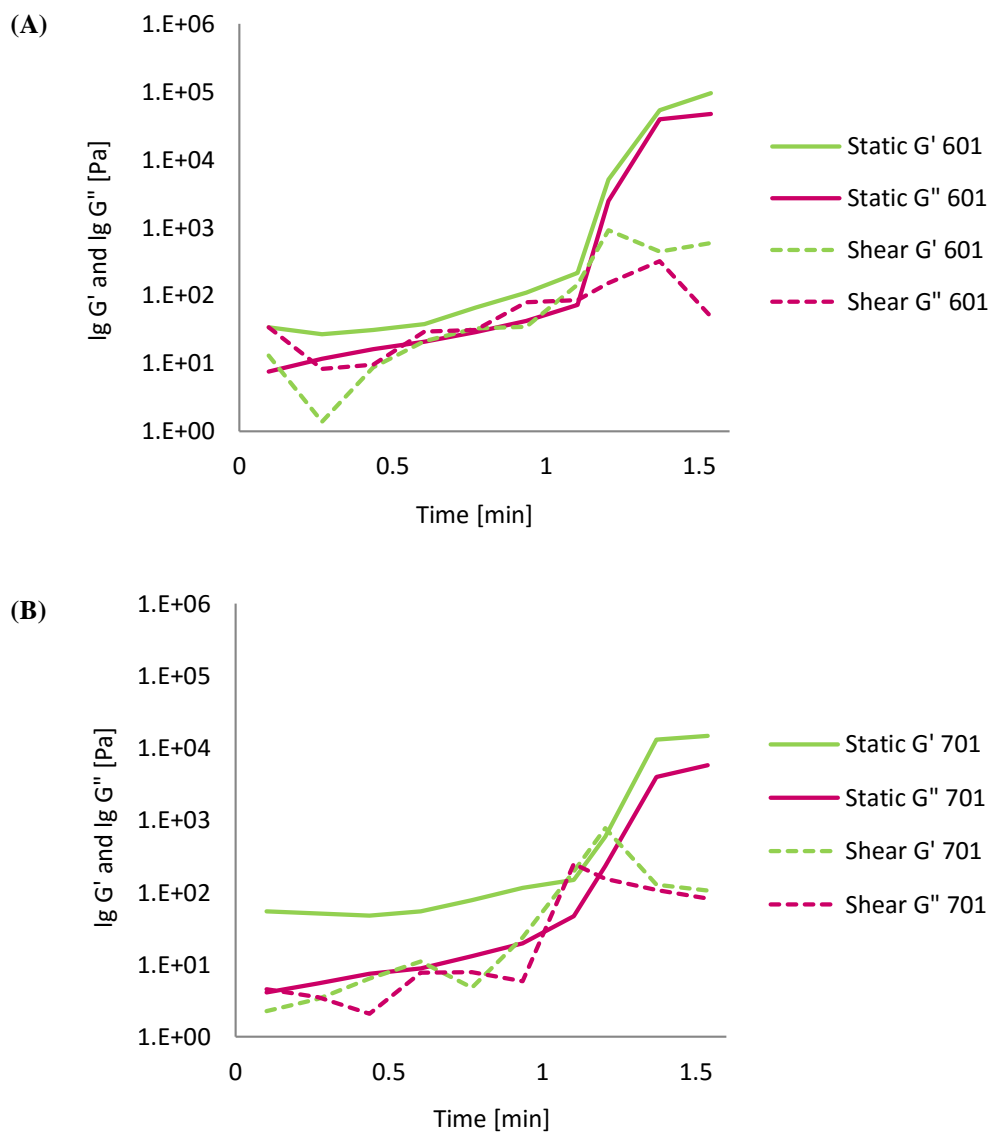 (A)
lg G' and lg G" [Pa]
1.E+06
1.E+05
1.E+04
1.E+03
1.E+02
1.E+01
1.E+00
0 0.5 1 1.5
Time [min]
Static G' 601
Static G" 601
Shear G' 601
Shear G" 601
(B)
lg G' and lg G" [Pa]
1.E+06
1.E+05
1.E+04
1.E+03
1.E+02
1.E+01
1.E+00
0 0.5 1 1.5
Time [min]
Static G' 701
Static G" 701
Shear G' 701
Shear G" 701